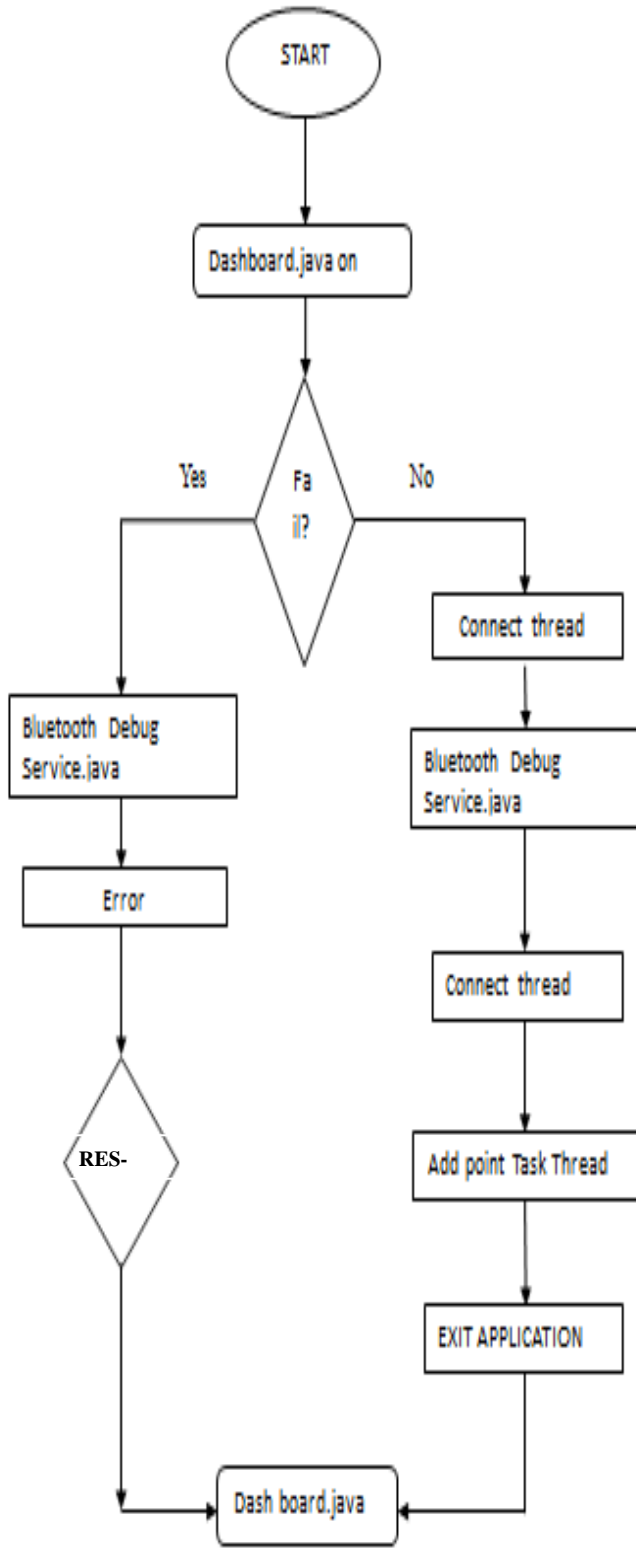 START
Dashboard.java on
Yes
Fa
il?
No
Connect thread
Bluetooth Debug
Service.java
Bluetooth Debug
Service.java
Error
Connect thread
RES-
Add point Task Thread
EXIT APPLICATION
Dash board.java